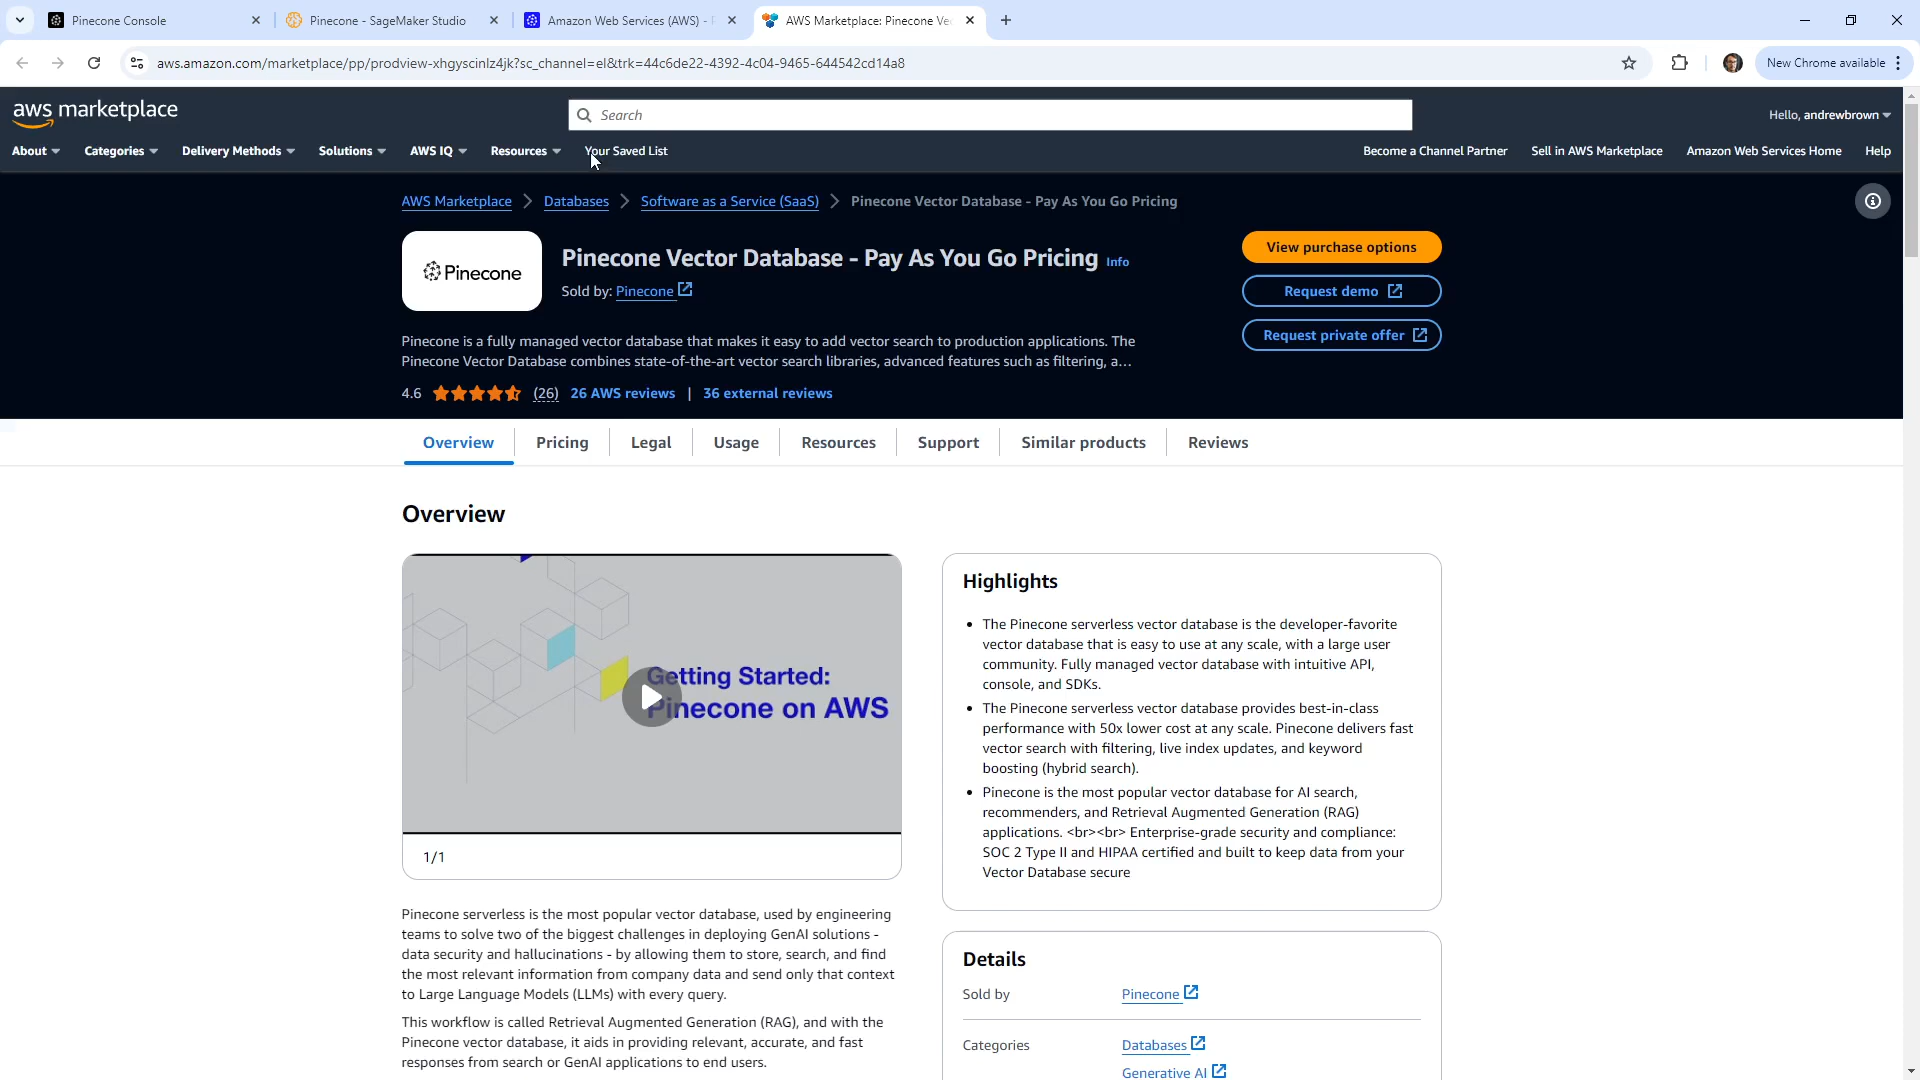 Pinecone Console
Pinecone - SageMaker Studio
Amazon Web Services (AWS) -
AWS Marketplace: Pinecone Ve
aws.amazon.com/marketplace/pp/prodview-xhgyscinlz4jk?sc_channel=el&trk=44c6de22-4392-4c04-9465-644542cd14a8
New Chrome available
aws marketplace
Search
Hello, andrewbrown
About
Categories
Delivery Methods
Solutions
AWS IQ
Resources
Your Saved List
Become a Channel Partner
Sell in AWS Marketplace
Amazon Web Services Home
Help
AWS Marketplace > Databases > Software as a Service (SaaS) > Pinecone Vector Database - Pay As You Go Pricing
Pinecone
Pinecone Vector Database - Pay As You Go Pricing Info
Sold by: Pinecone
View purchase options
Request demo
Request private offer
Pinecone is a fully managed vector database that makes it easy to add vector search to production applications. The
Pinecone Vector Database combines state-of-the-art vector search libraries, advanced features such as filtering, a...
4.6 (26) 26 AWS reviews | 36 external reviews
Overview
Pricing
Legal
Usage
Resources
Support
Similar products
Reviews
Overview
Getting Started:
Pinecone on AWS
1/1
Pinecone serverless is the most popular vector database, used by engineering
teams to solve two of the biggest challenges in deploying GenAI solutions -
data security and hallucinations - by allowing them to store, search, and find
the most relevant information from company data and send only that context
to Large Language Models (LLMs) with every query.
This workflow is called Retrieval Augmented Generation (RAG), and with the
Pinecone vector database, it aids in providing relevant, accurate, and fast
responses from search or GenAI applications to end users.
Highlights
• The Pinecone serverless vector database is the developer-favorite
vector database that is easy to use at any scale, with a large user
community. Fully managed vector database with intuitive API,
console, and SDKs.
• The Pinecone serverless vector database provides best-in-class
performance with 50x lower cost at any scale. Pinecone delivers fast
vector search with filtering, live index updates, and keyword
boosting (hybrid search).
• Pinecone is the most popular vector database for AI search,
recommenders, and Retrieval Augmented Generation (RAG)
applications. <br><br> Enterprise-grade security and compliance:
SOC 2 Type II and HIPAA certified and built to keep data from your
Vector Database secure
Details
Sold by
Pinecone
Categories
Databases
Generative AI